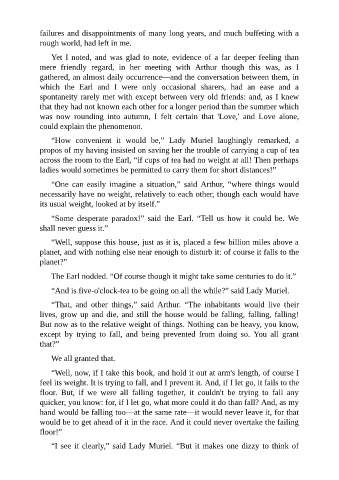 failures and disappointments of many long years, and much buffeting with a
rough world, had left in me.
Yet I noted, and was glad to note, evidence of a far deeper feeling than
mere friendly regard, in her meeting with Arthur though this was, as I
gathered, an almost daily occurrence—and the conversation between them, in
which the Earl and I were only occasional sharers, had an ease and a
spontaneity rarely met with except between very old friends: and, as I knew
that they had not known each other for a longer period than the summer which
was now rounding into autumn, I felt certain that 'Love,' and Love alone,
could explain the phenomenon.
“How convenient it would be,” Lady Muriel laughingly remarked, a
propos of my having insisted on saving her the trouble of carrying a cup of tea
across the room to the Earl, “if cups of tea had no weight at all! Then perhaps
ladies would sometimes be permitted to carry them for short distances!”
“One can easily imagine a situation,” said Arthur, “where things would
necessarily have no weight, relatively to each other, though each would have
its usual weight, looked at by itself.”
“Some desperate paradox!” said the Earl. “Tell us how it could be. We
shall never guess it.”
“Well, suppose this house, just as it is, placed a few billion miles above a
planet, and with nothing else near enough to disturb it: of course it falls to the
planet?”
The Earl nodded. “Of course though it might take some centuries to do it.”
“And is five-o'clock-tea to be going on all the while?” said Lady Muriel.
“That, and other things,” said Arthur. “The inhabitants would live their
lives, grow up and die, and still the house would be falling, falling, falling!
But now as to the relative weight of things. Nothing can be heavy, you know,
except by trying to fall, and being prevented from doing so. You all grant
that?”
We all granted that.
“Well, now, if I take this book, and hold it out at arm's length, of course I
feel its weight. It is trying to fall, and I prevent it. And, if I let go, it falls to the
floor. But, if we were all falling together, it couldn't be trying to fall any
quicker, you know: for, if I let go, what more could it do than fall? And, as my
hand would be falling too—at the same rate—it would never leave it, for that
would be to get ahead of it in the race. And it could never overtake the failing
floor!”
“I see it clearly,” said Lady Muriel. “But it makes one dizzy to think of